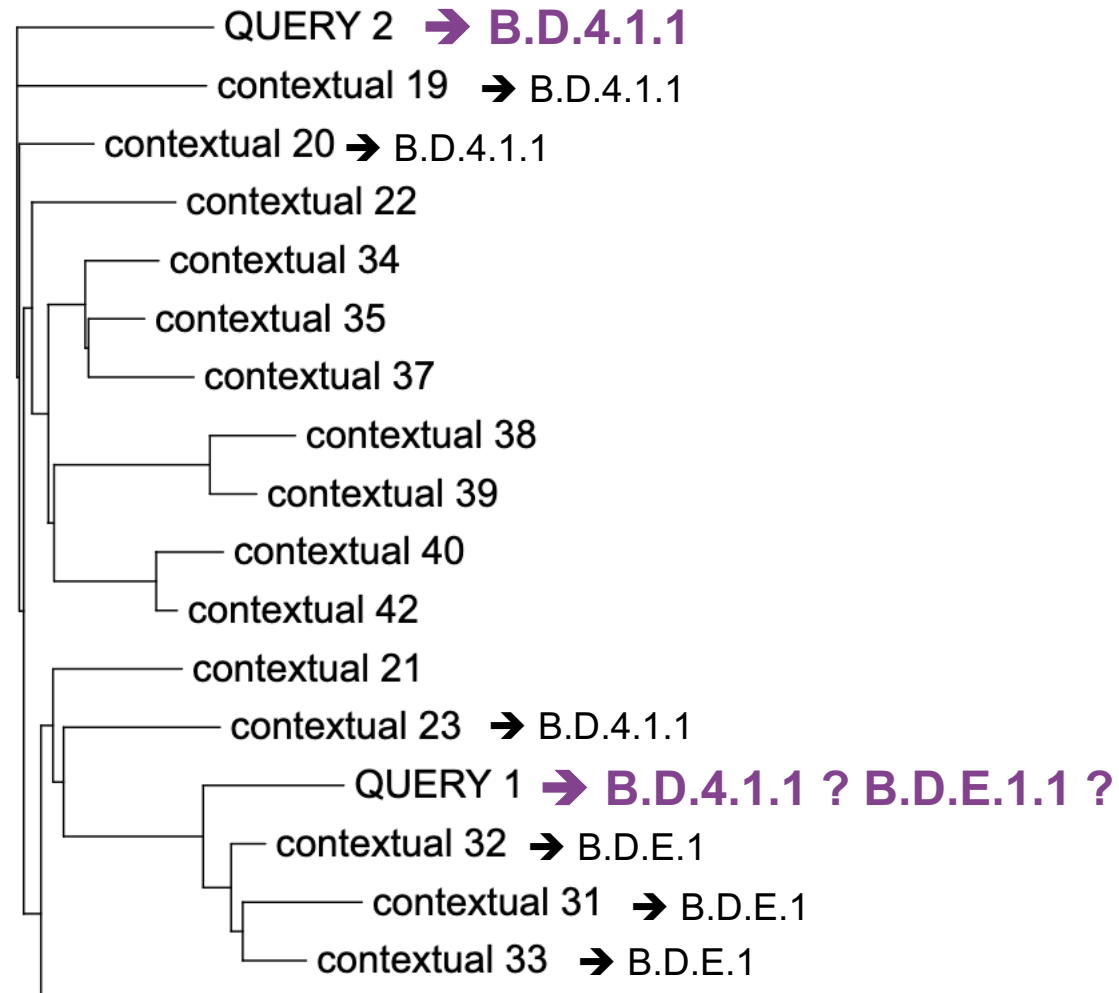 QUERY 2 ➔ B.D.4.1.1
contextual 19 ➔ B.D.4.1.1
contextual 20 ➔ B.D.4.1.1
contextual 22
contextual 34
contextual 35
contextual 37
contextual 38
contextual 39
contextual 40
contextual 42
contextual 21
contextual 23 ➔ B.D.4.1.1
QUERY 1 ➔ B.D.4.1.1 ? B.D.E.1.1 ?
contextual 32 ➔ B.D.E.1
contextual 31 ➔ B.D.E.1
contextual 33 ➔ B.D.E.1